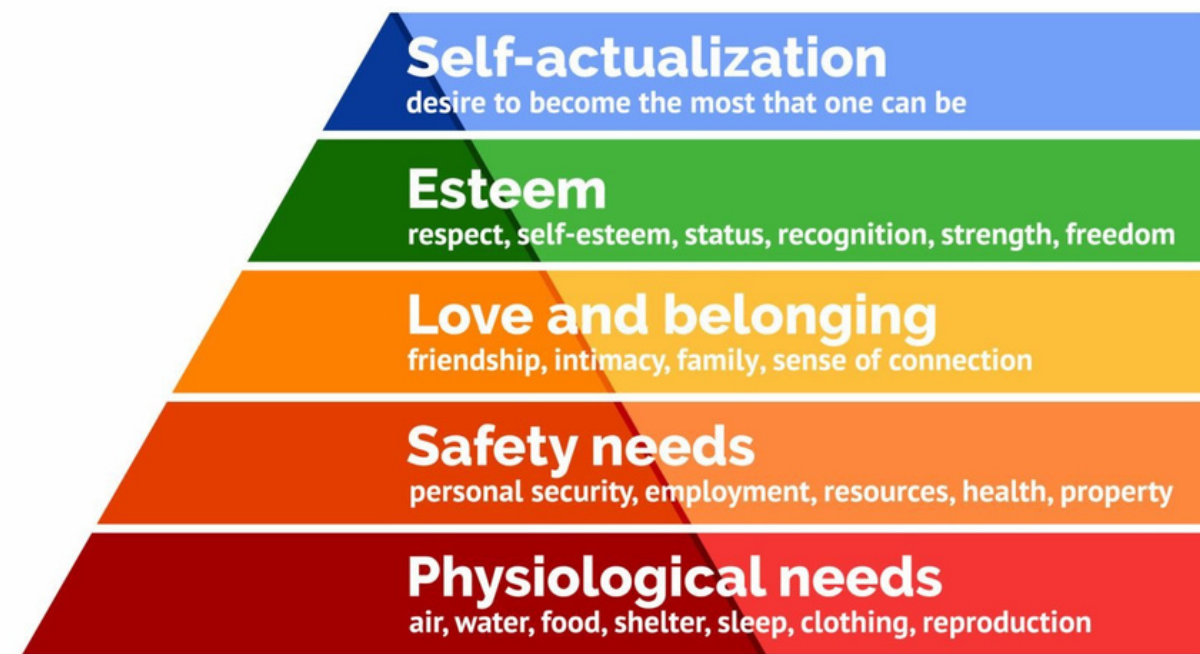 Self-actualization
desire to become the most that one can be
Esteem
respect, self-esteem, status, recognition, strength, freedom
Love and belonging
friendship, intimacy, family, sense of connection
Safety needs
personal security, employment, resources, health, property
Physiological needs
air, water, food, shelter, sleep, clothing, reproduction